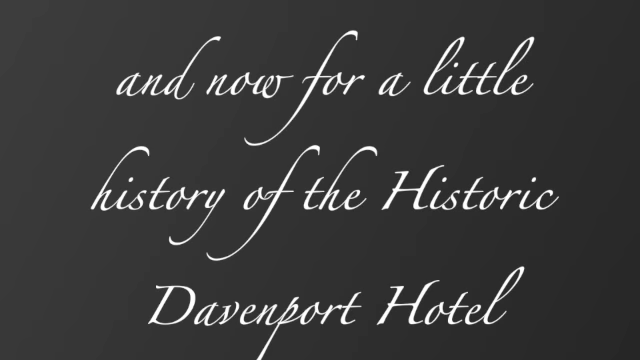 and now for a little
history of the Historic
Davenport Hotel